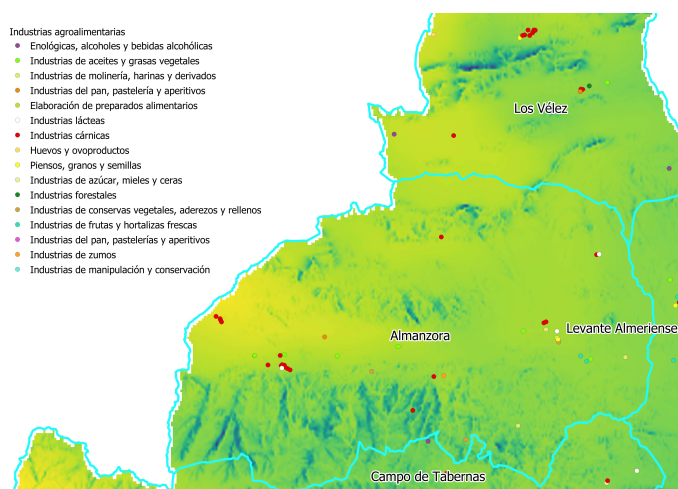 Industrias agroalimentarias
Enológicas, alcoholes y bebidas alcohólicas
Industrias de aceites y grasas vegetales
Industrias de molinería, harinas y derivados
Industrias del pan, pastelería y aperitivos
Elaboración de preparados alimentarios
Industrias lácteas
Industrias cárnicas
Huevos y ovoproductos
Piensos, granos y semillas
Industrias de azúcar, mieles y ceras
Industrias forestales
Industrias de conservas vegetales, aderezos y rellenos
Industrias de frutas y hortalizas frescas
Industrias del pan, pastelerías y aperitivos
Industrias de zumos
Industrias de manipulación y conservación
Los Vélez
Levante Almeriense
Almanzora
Campo de Tabernas